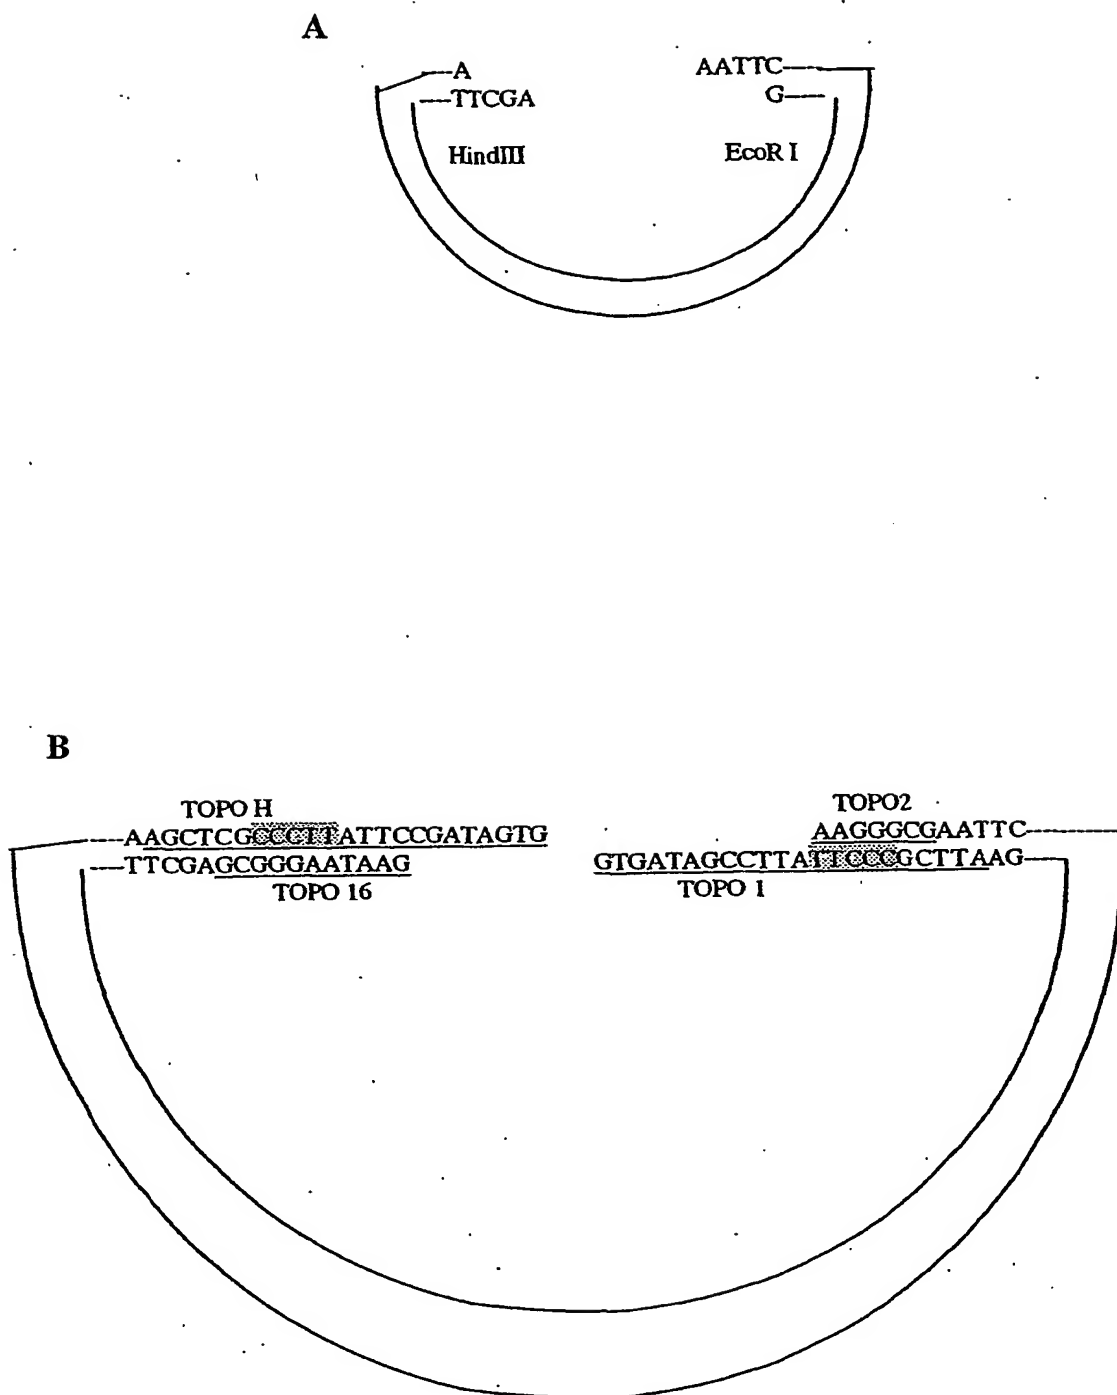 A
A AATTC
TTCGA G
HindIII EcoR I
B
TOPO H TOPO2
AAGCTCGCCCTTATTCCGATAGTG AAGGGCGAATTC
TTCGAGCGGGAATAAG GTGATAGCCTTATTCCCGCTTAAG
TOPO 16 TOPO 1